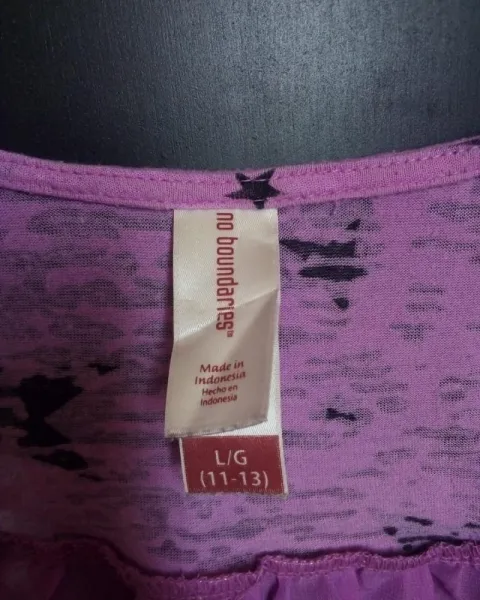 no boundaries™
Made in
Indonesia
Hecho en
Indonesia
L/G
(11-13)